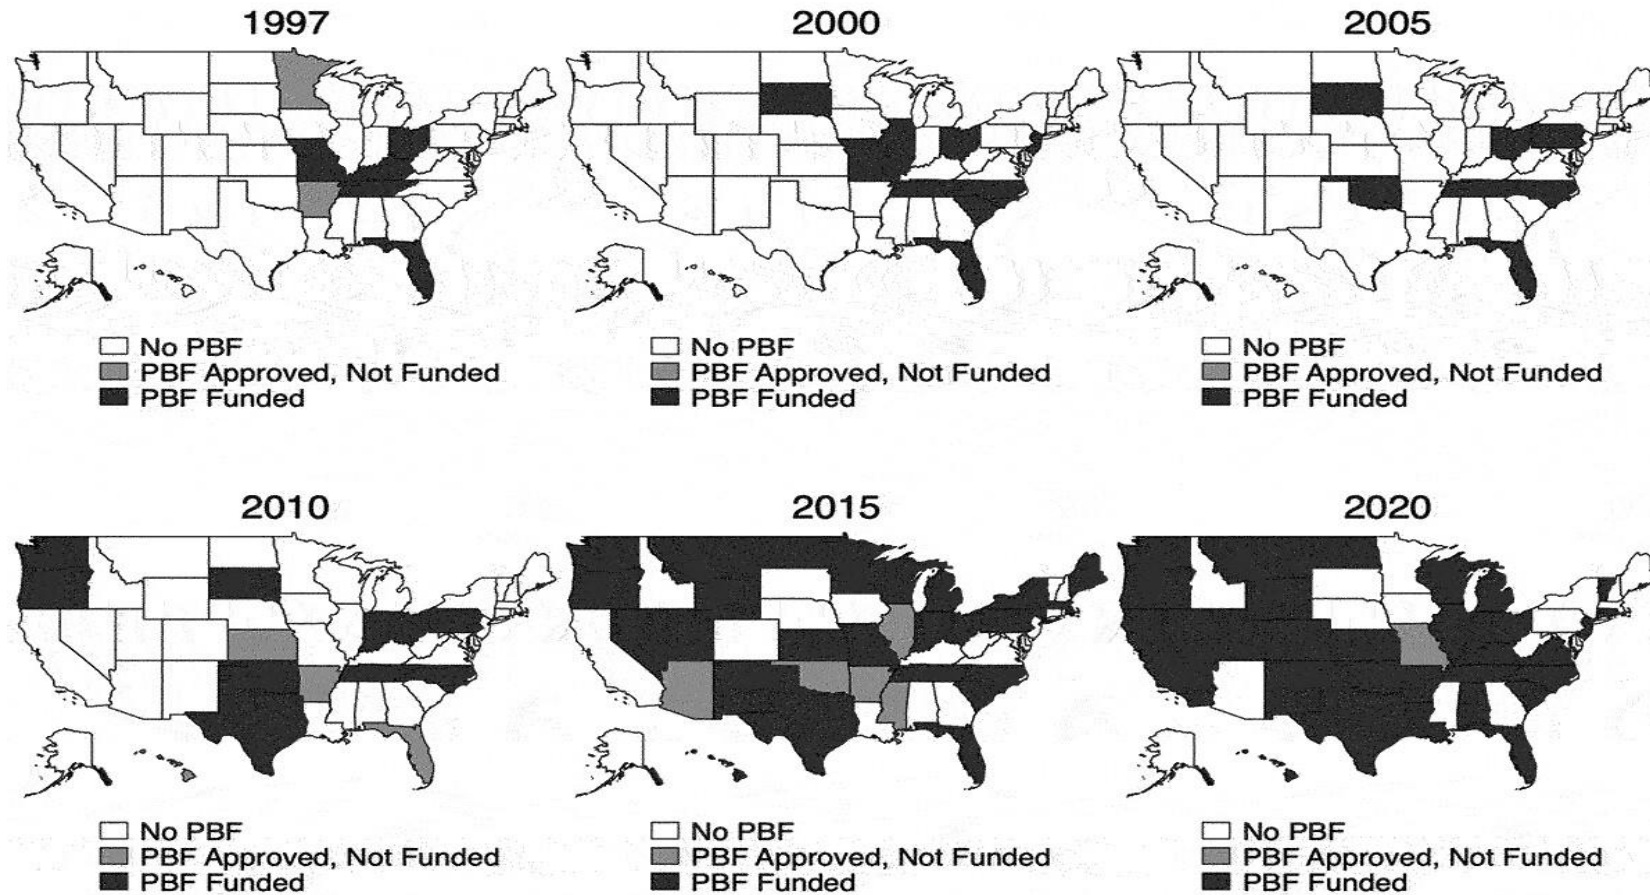 1997
2000
2005
No PBF
PBF Approved, Not Funded
PBF Funded
No PBF
PBF Approved, Not Funded
PBF Funded
No PBF
PBF Approved, Not Funded
PBF Funded
2010
2015
2020
No PBF
PBF Approved, Not Funded
PBF Funded
No PBF
PBF Approved, Not Funded
PBF Funded
No PBF
PBF Approved, Not Funded
PBF Funded